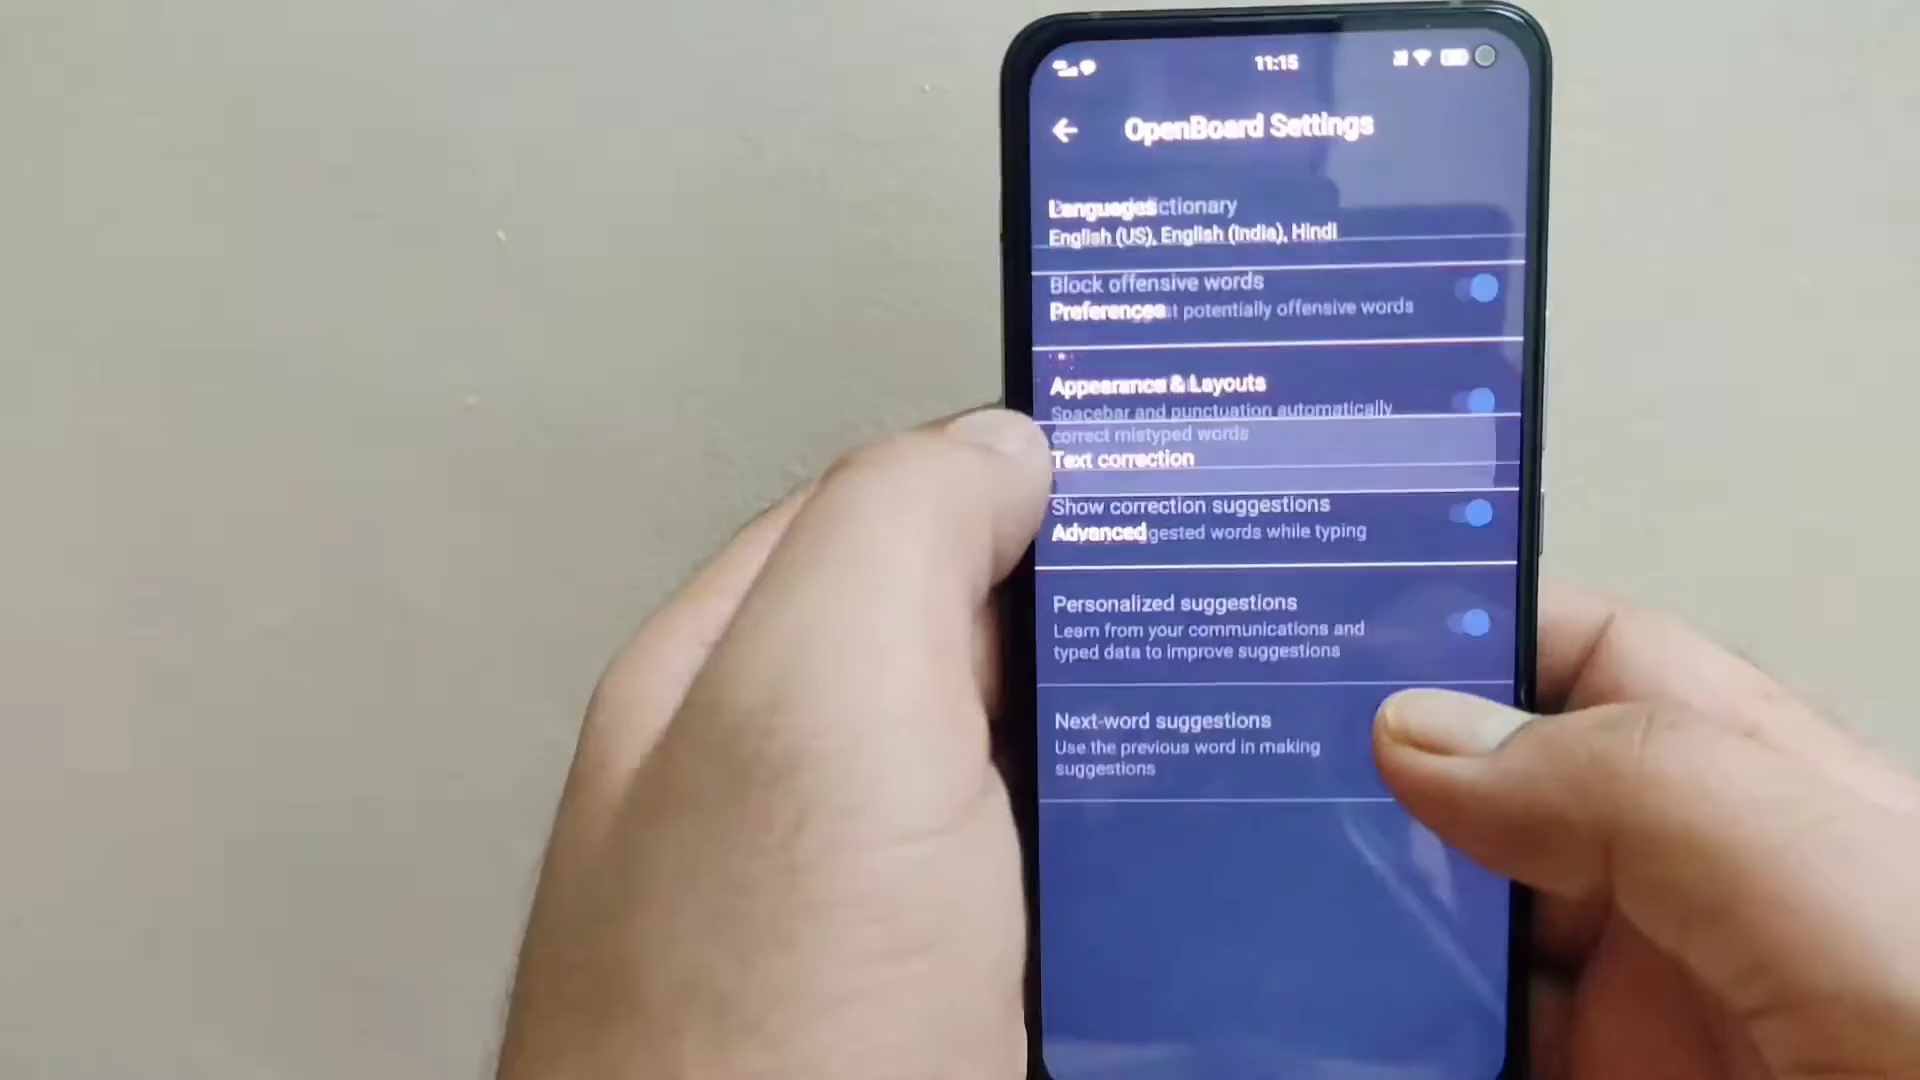 11:15
OpenBoard Settings
Languages
ctionary
English (US), English (India), Hindi
Block offensive words
Preferences
potentially offensive words
Appearance & Layouts
Spacebar and punctuation automatically
correct mistyped words
Text correction
Show correction suggestions
Advanced
gested words while typing
Personalized suggestions
Learn from your communications and
typed data to improve suggestions
Next-word suggestions
Use the previous word in making
suggestions